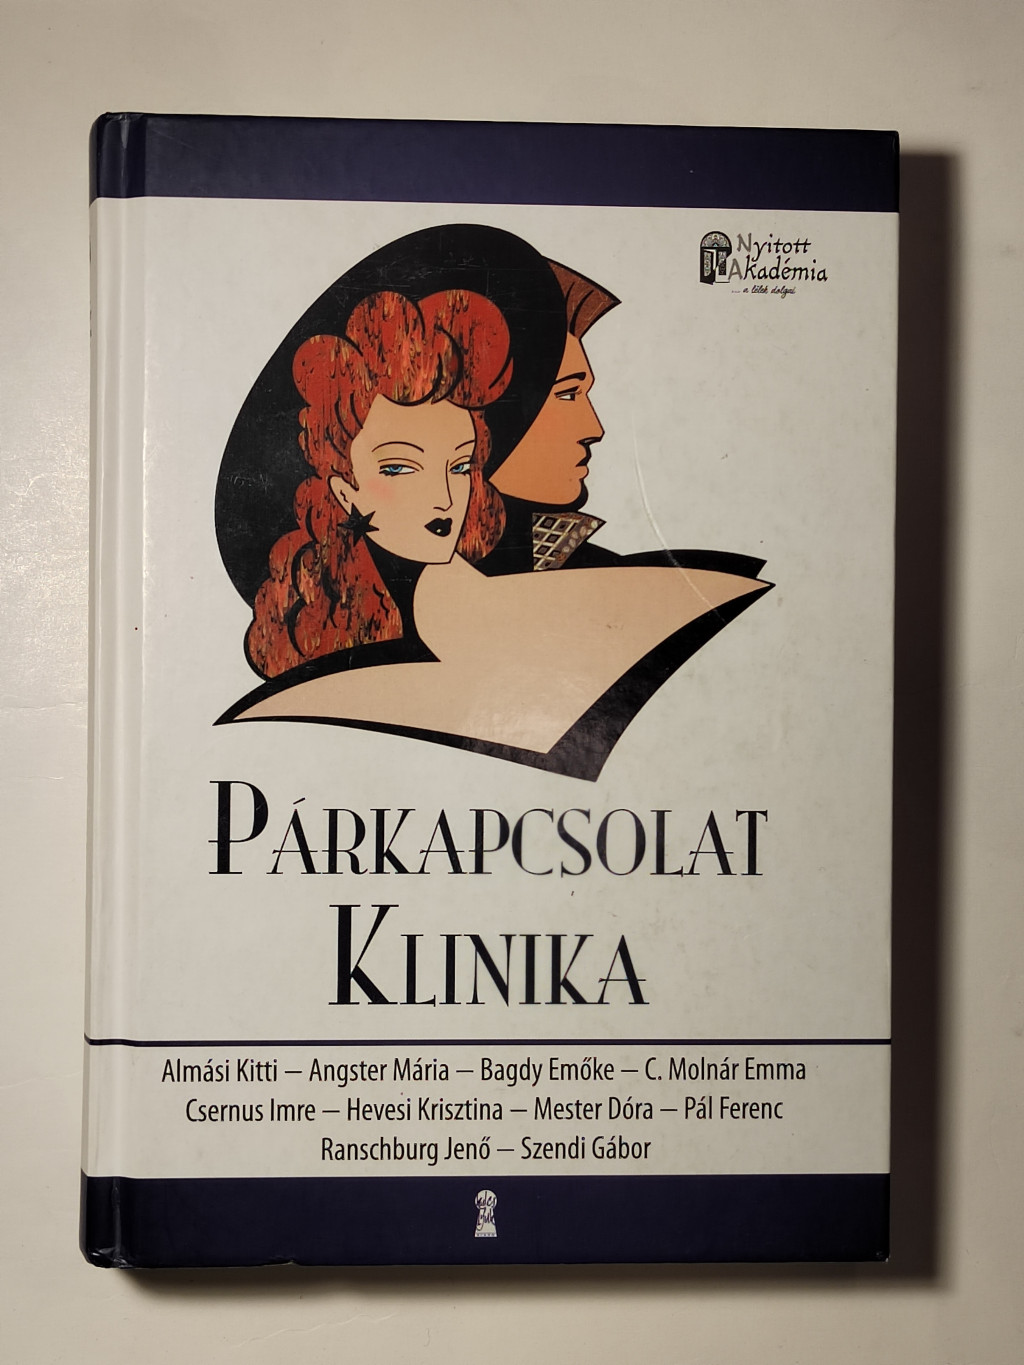 Nyitott
Akadémia
... a lélek dolgai
PÁRKAPCSOLAT
KLINIKA
Almási Kitti – Angster Mária – Bagdy Emőke – C. Molnár Emma
Csernus Imre – Hevesi Krisztina – Mester Dóra – Pál Ferenc
Ranschburg Jenő – Szendi Gábor